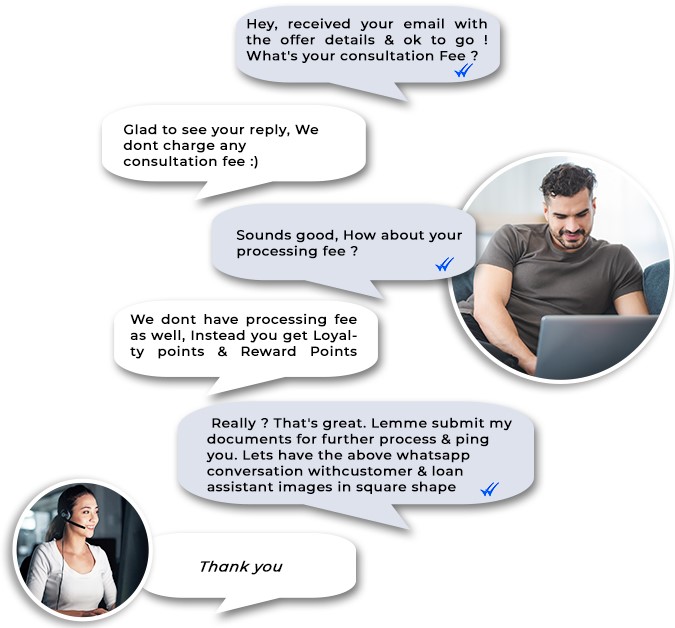 Hey, received your email with
the offer details & ok to go !
What's your consultation Fee ?
Glad to see your reply, We
dont charge any
consultation fee :)
Sounds good, How about your
processing fee ?
We dont have processing fee
as well, Instead you get Loyal-
ty points & Reward Points
Really ? That's great. Lemme submit my
documents for further process & ping
you. Lets have the above whatsapp
conversation withcustomer & loan
assistant images in square shape
Thank you